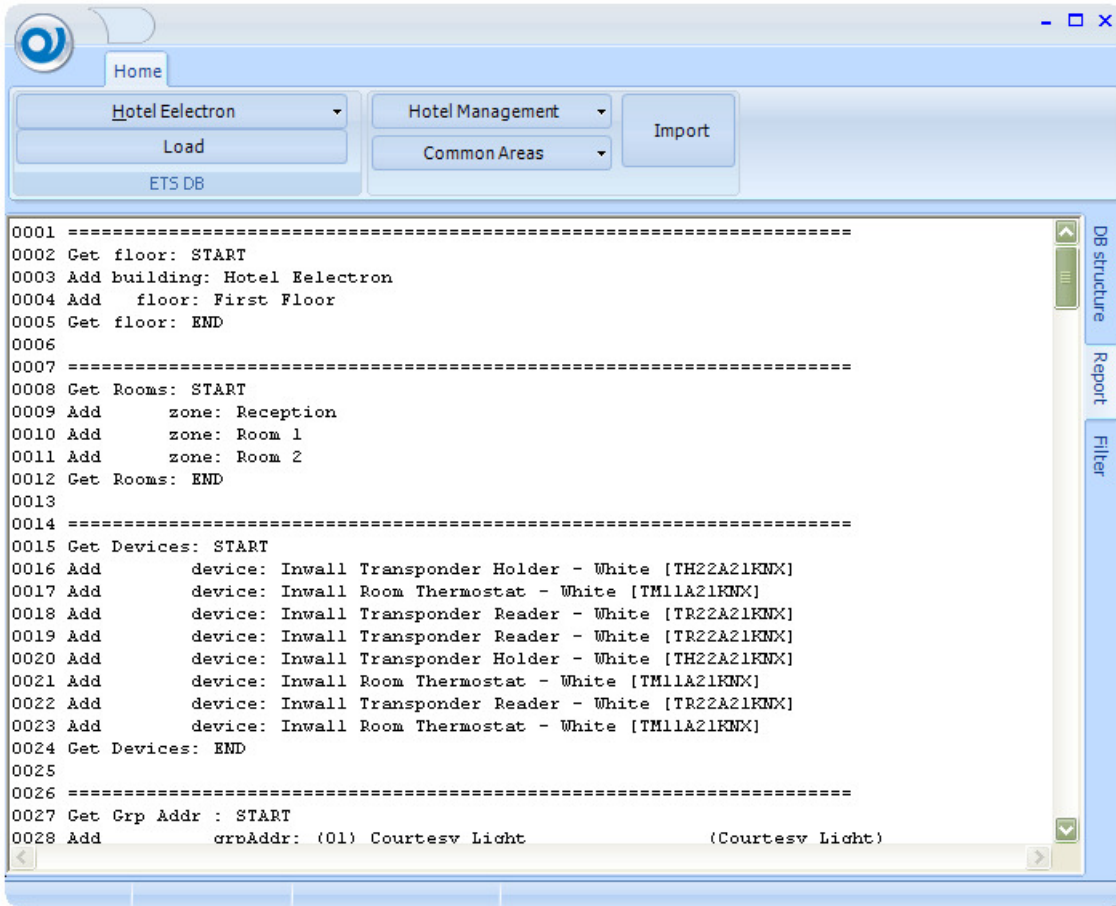 Home
Hotel Eelectron
Load
ETS DB
Hotel Management
Common Areas
Import
0001 ======================================================================
0002 Get floor: START
0003 Add building: Hotel Eelectron
0004 Add   floor: First Floor
0005 Get floor: END
0006
0007 ======================================================================
0008 Get Rooms: START
0009 Add      zone: Reception
0010 Add      zone: Room 1
0011 Add      zone: Room 2
0012 Get Rooms: END
0013
0014 ======================================================================
0015 Get Devices: START
0016 Add        device: Inwall Transponder Holder - White [TH22A21KNX]
0017 Add        device: Inwall Room Thermostat - White [TM11A21KNX]
0018 Add        device: Inwall Transponder Reader - White [TR22A21KNX]
0019 Add        device: Inwall Transponder Reader - White [TR22A21KNX]
0020 Add        device: Inwall Transponder Holder - White [TH22A21KNX]
0021 Add        device: Inwall Room Thermostat - White [TM11A21KNX]
0022 Add        device: Inwall Transponder Reader - White [TR22A21KNX]
0023 Add        device: Inwall Room Thermostat - White [TM11A21KNX]
0024 Get Devices: END
0025
0026 ======================================================================
0027 Get Grp Addr : START
0028 Add          grpAddr: (01) Courtesy Light                (Courtesy Light)
DB structure
Report
Filter